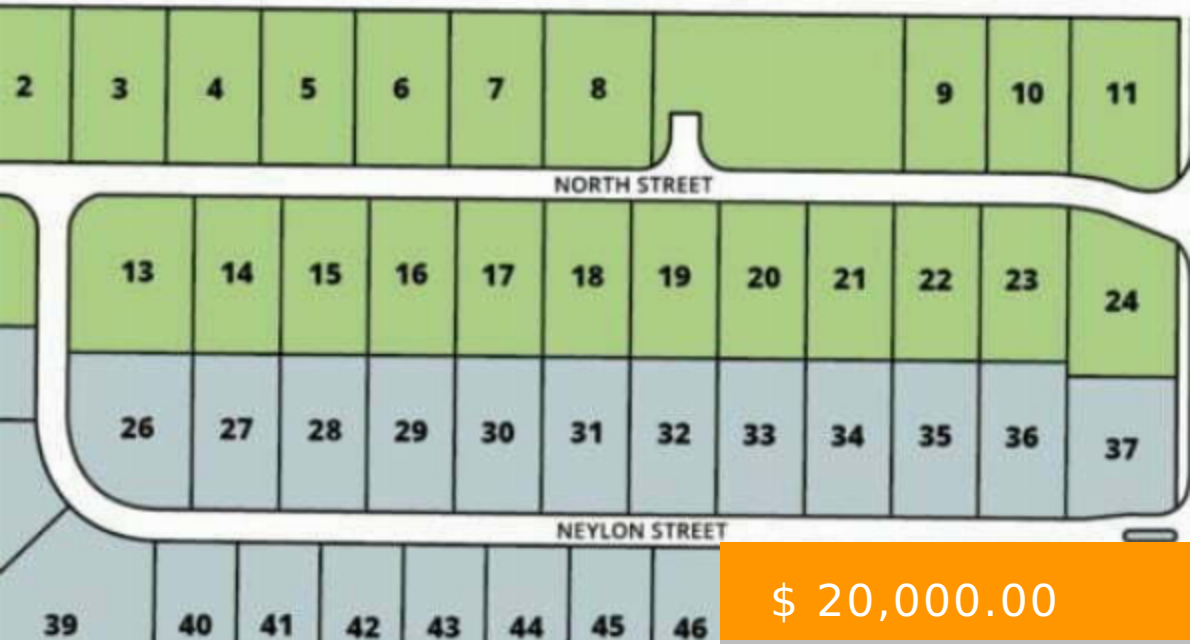 2 3 4 5 6 7 8 9 10 11
NORTH STREET
13 14 15 16 17 18 19 20 21 22 23 24
26 27 28 29 30 31 32 33 34 35 36 37
NEYLON STREET
39 40 41 42 43 44 45 46
$ 20,000.00